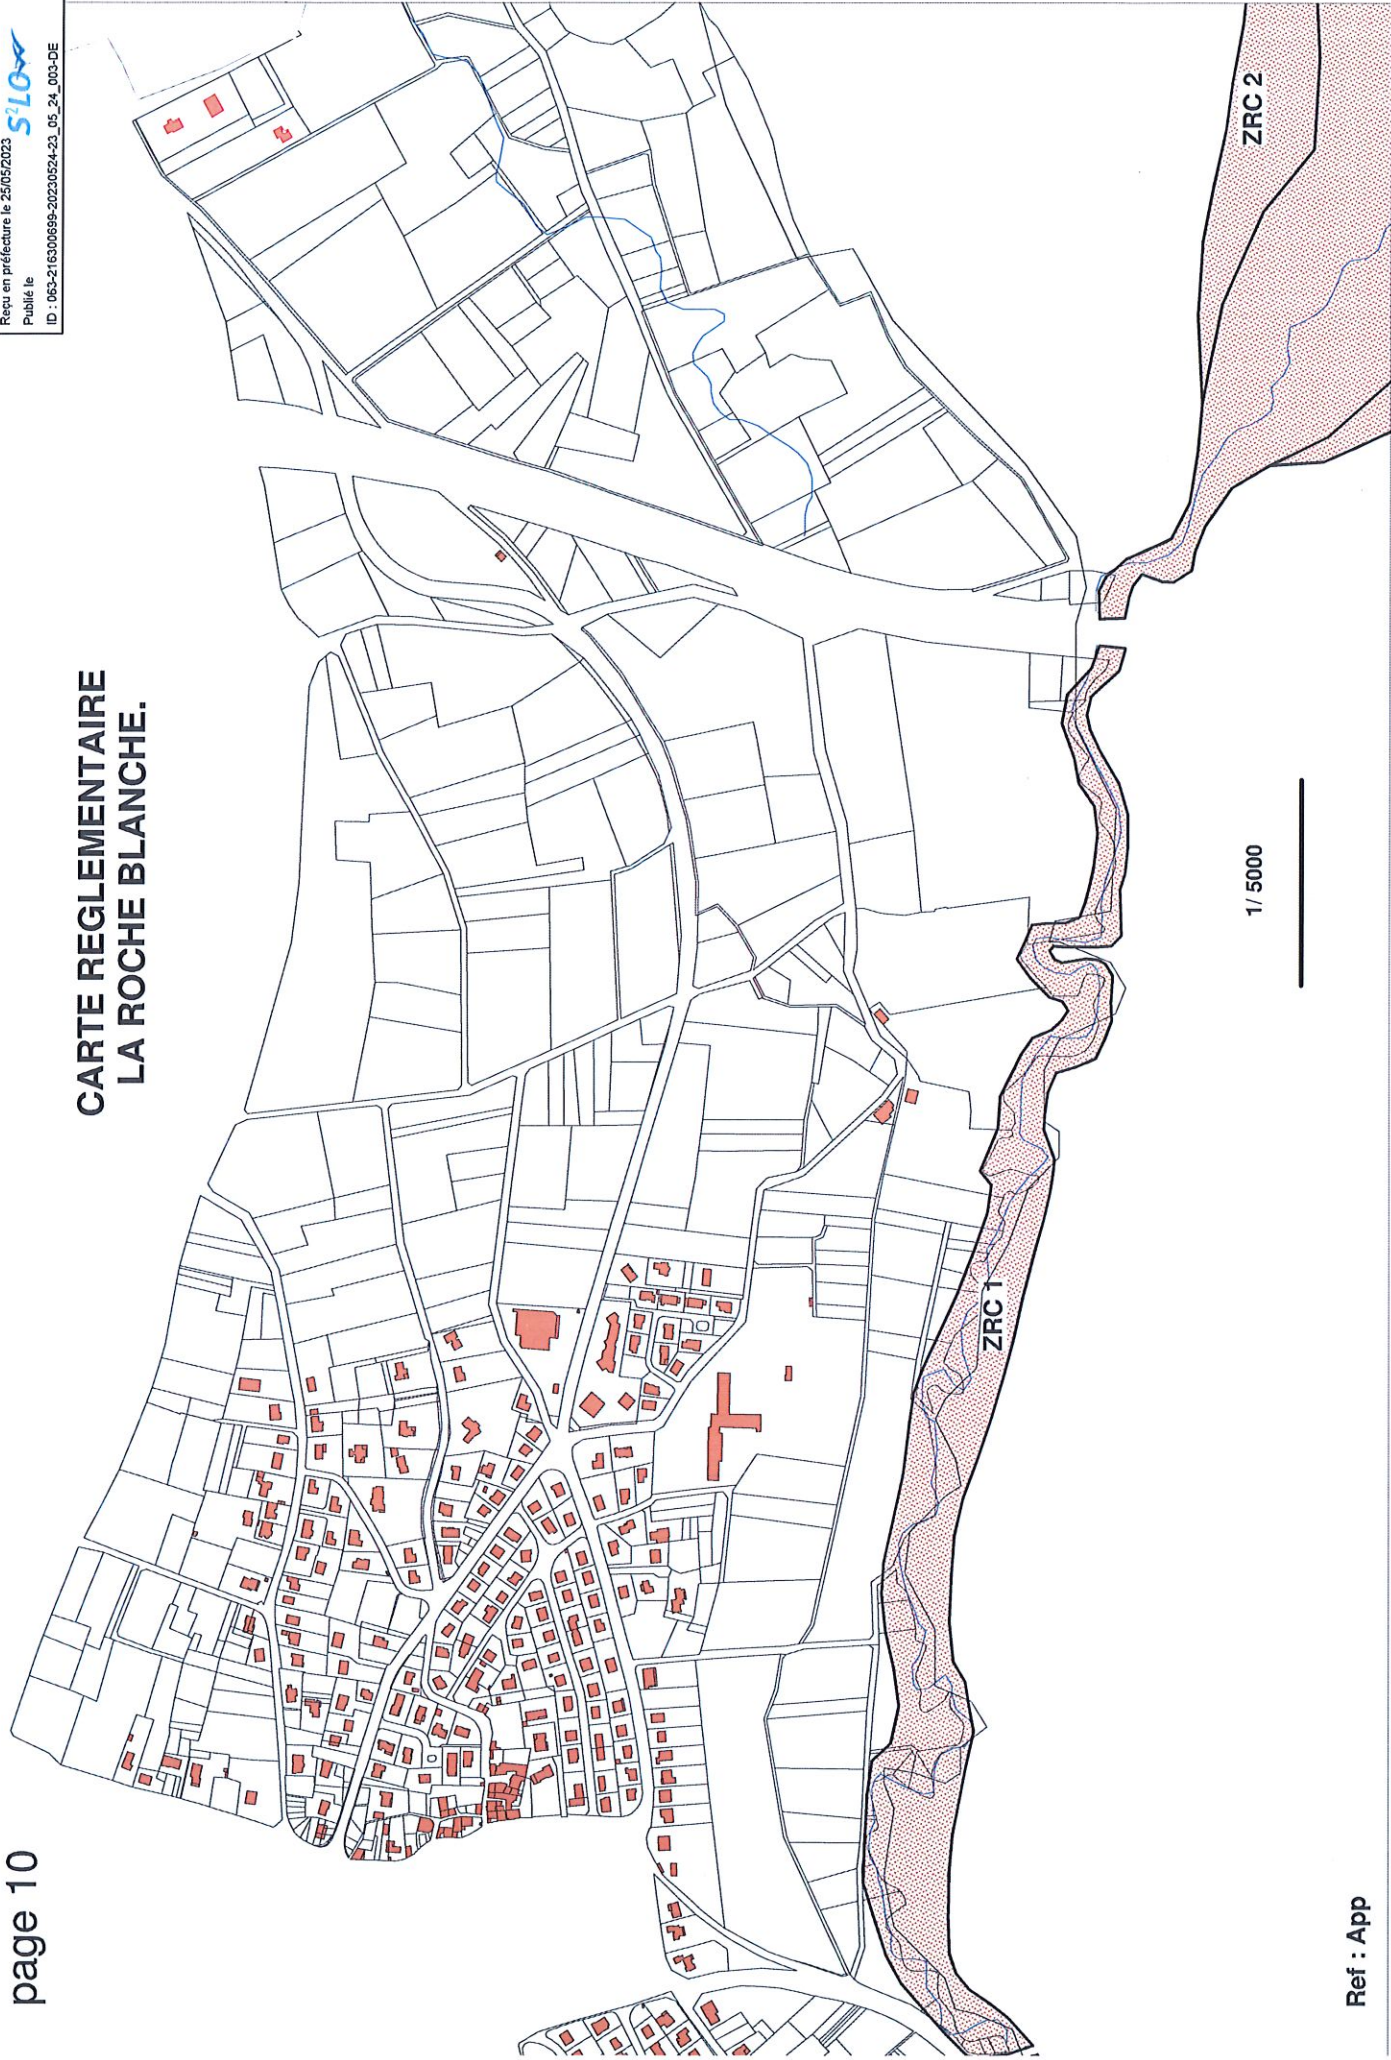 page 10
Reçu en préfecture le 25/05/2023
Publié le
S²LOW
ID : 063-216300699-20230524-23_05_24_003-DE
CARTE REGLEMENTAIRE
LA ROCHE BLANCHE.
ZRC 1
ZRC 2
1/ 5000
Ref : App